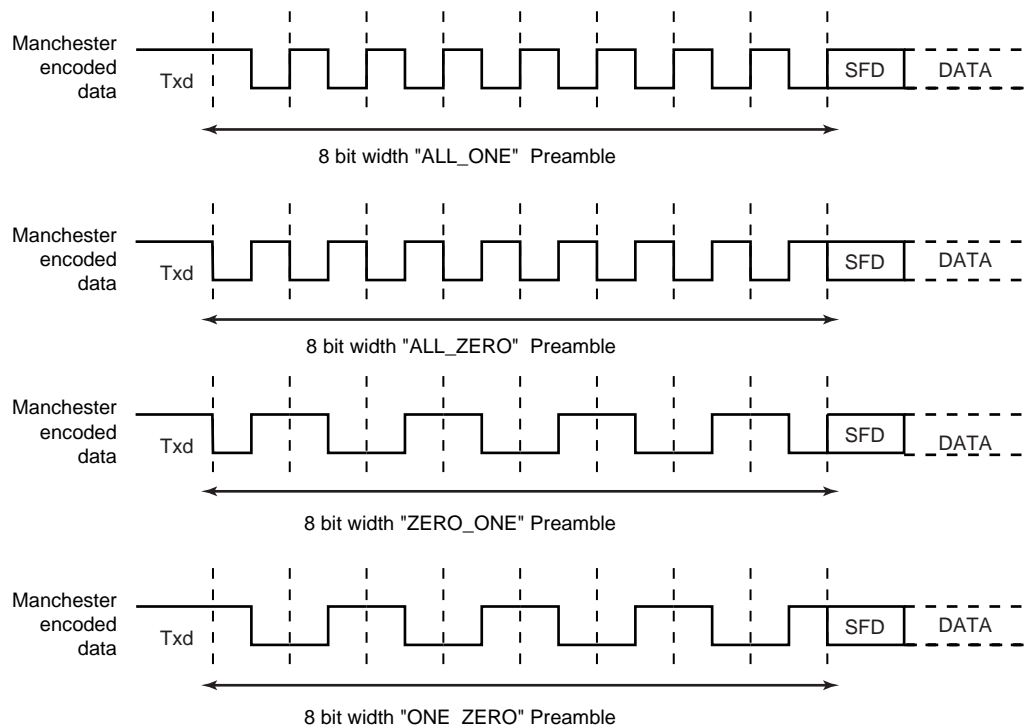 Manchester
encoded
data
Txd
SFD
DATA
8 bit width "ALL_ONE" Preamble
Manchester
encoded
data
Txd
SFD
DATA
8 bit width "ALL_ZERO" Preamble
Manchester
encoded
data
Txd
SFD
DATA
8 bit width "ZERO_ONE" Preamble
Manchester
encoded
data
Txd
SFD
DATA
8 bit width "ONE_ZERO" Preamble